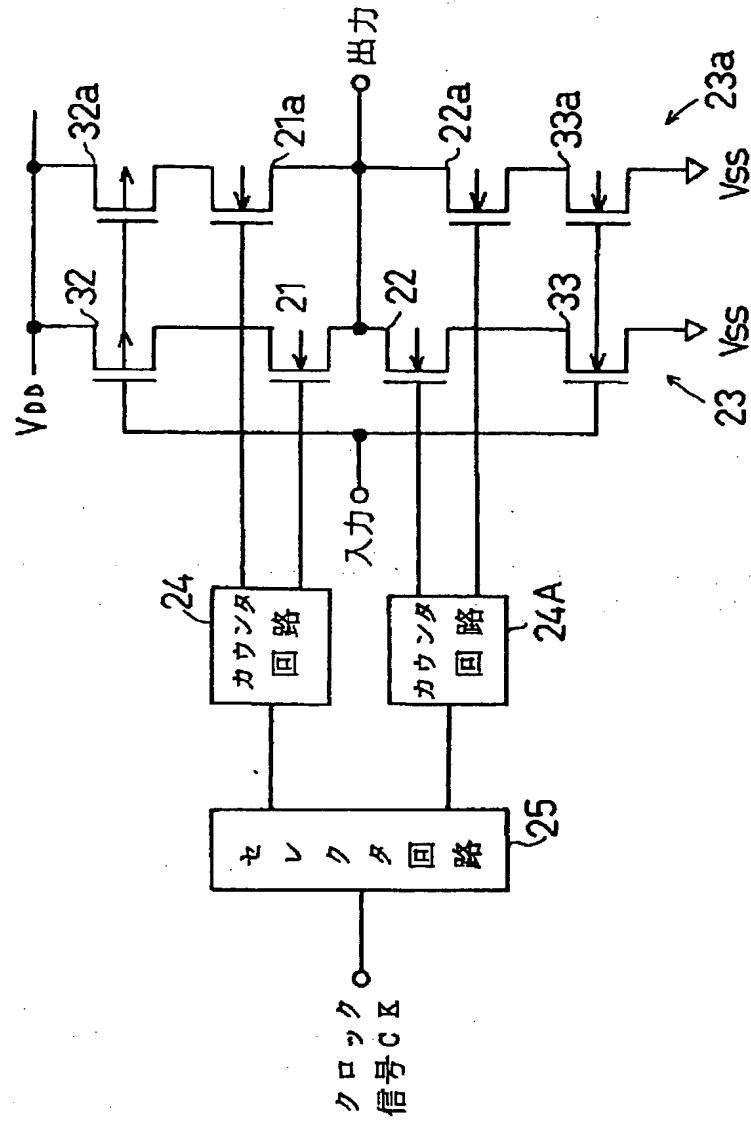 VDD
32
32a
21
21a
出力
22
22a
33
33a
VSS
VSS
23
23a
入力
24
カウンタ
回路
カウンタ
回路
24A
セレクタ回路
25
クロック
信号CK